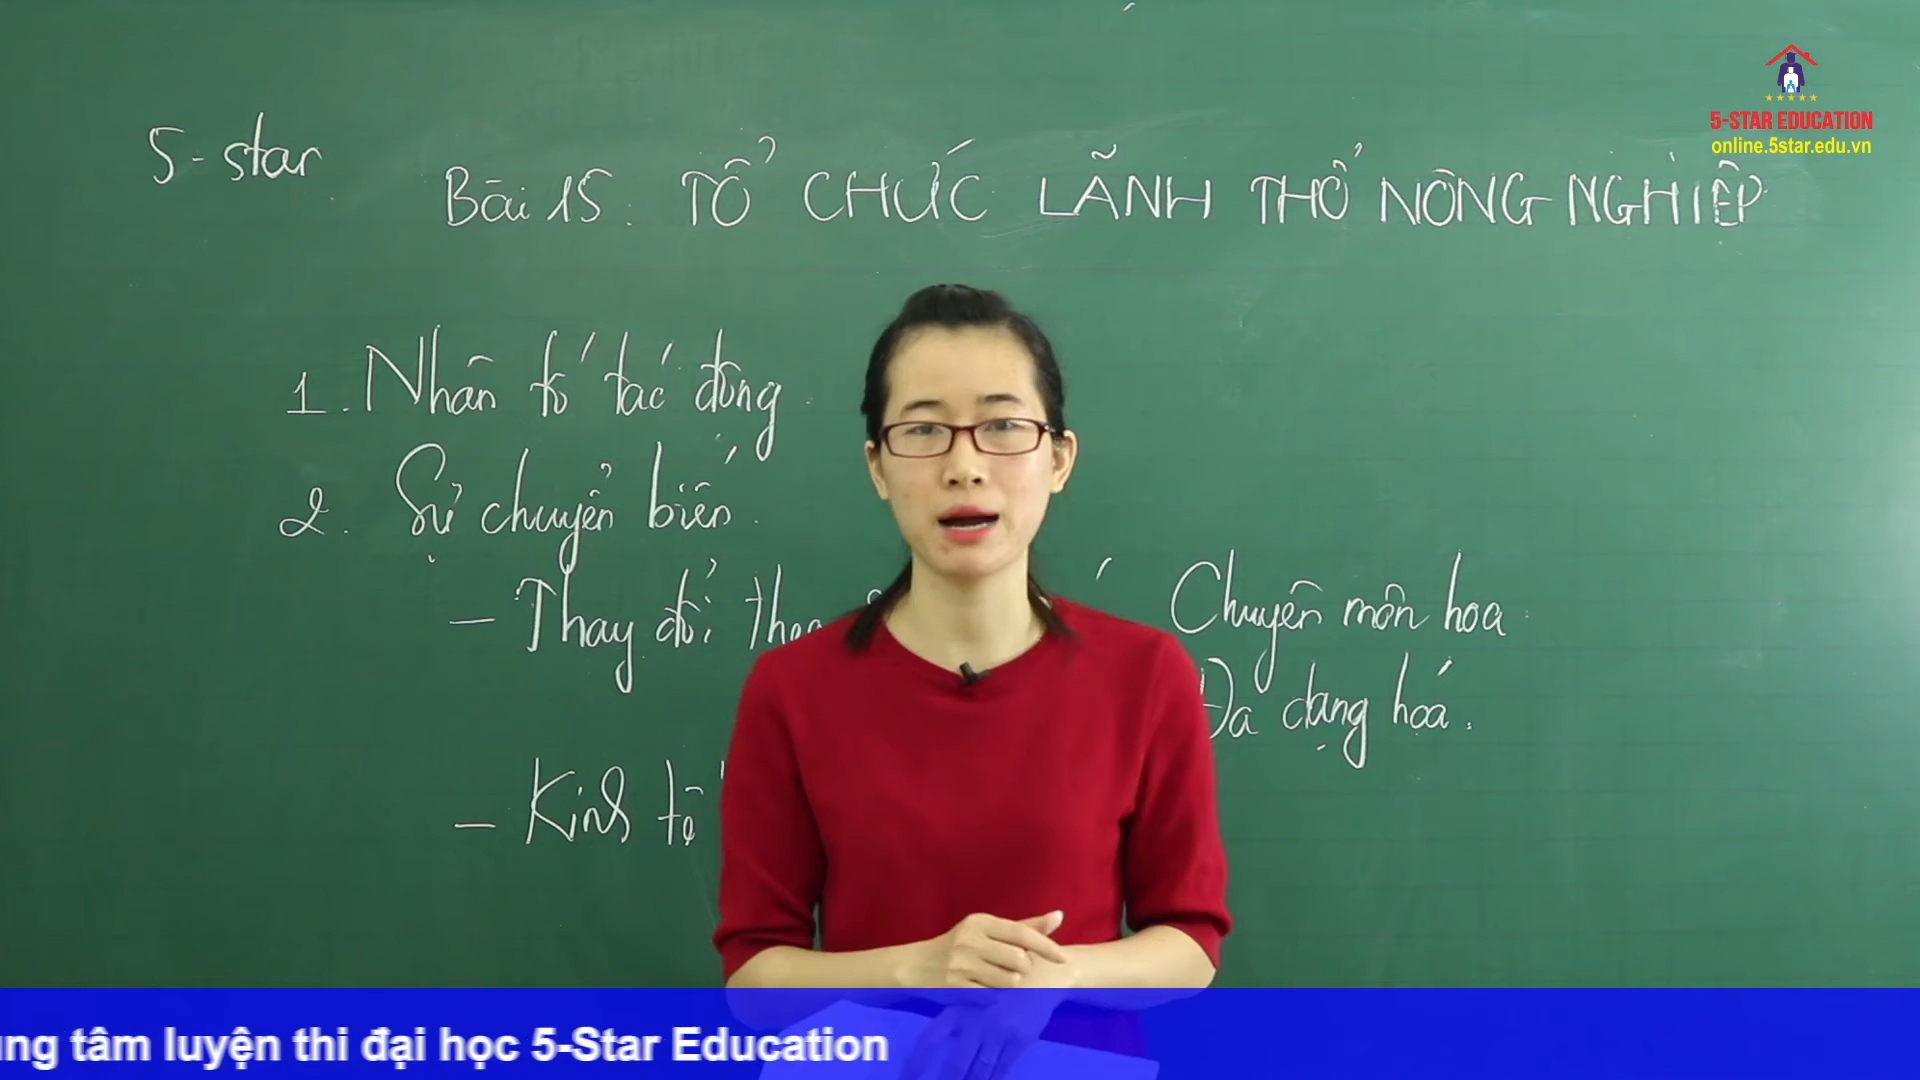 5-STAR EDUCATION
online.5star.edu.vn
5-star
Bài 15. TỔ CHỨC LÃNH THỔ NÔNG NGHIỆP
1. Nhân tố tác động
2. Sự chuyển biến.
- Thay đổi theo Chuyên môn hoa
Đa dạng hoá.
- Kinh tế
tâm luyện thi đại học 5-Star Education